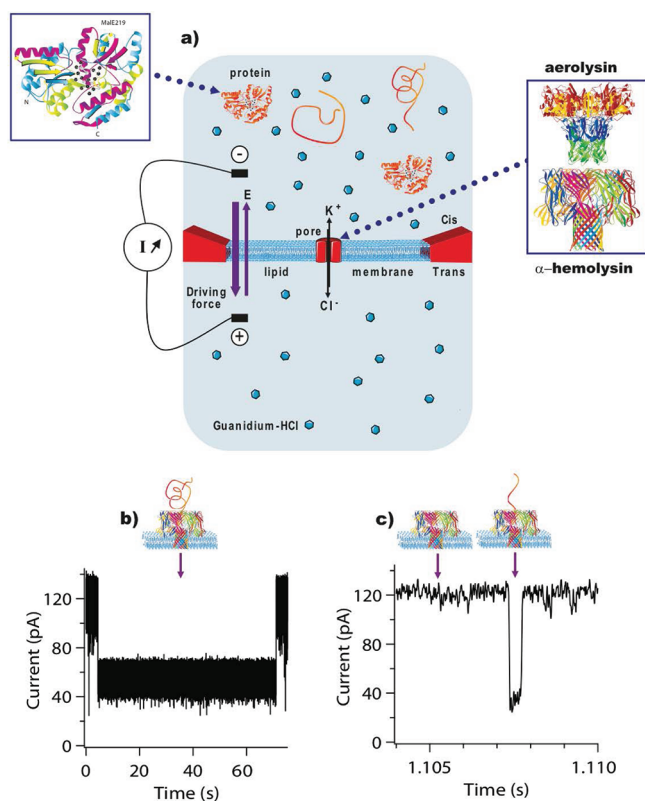 MalE219
N
C
a)
protein
aerolysin
-
E
K+
pore
Cis
I
lipid
membrane
Trans
α-hemolysin
Driving
force
Cl-
+
Guanidium-HCl
b)
c)
120
80
40
0
Current (pA)
0
20
40
60
Time (s)
120
80
40
0
Current (pA)
1.105
1.110
Time (s)